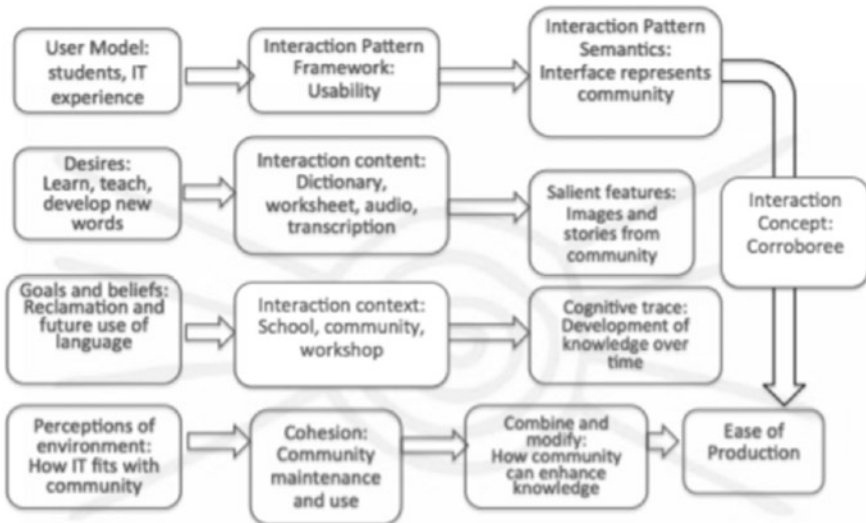 User Model:
students, IT
experience
Interaction Pattern
Framework:
Usability
Interaction Pattern
Semantics:
Interface represents
community
Desires:
Learn, teach,
develop new
words
Interaction content:
Dictionary,
worksheet, audio,
transcription
Salient features:
Images and
stories from
community
Interaction
Concept:
Corroboree
Goals and beliefs:
Reclamation and
future use of
language
Interaction context:
School, community,
workshop
Cognitive trace:
Development of
knowledge over
time
Perceptions of
environment:
How IT fits with
community
Cohesion:
Community
maintenance
and use
Combine and
modify:
How community
can enhance
knowledge
Ease of
Production